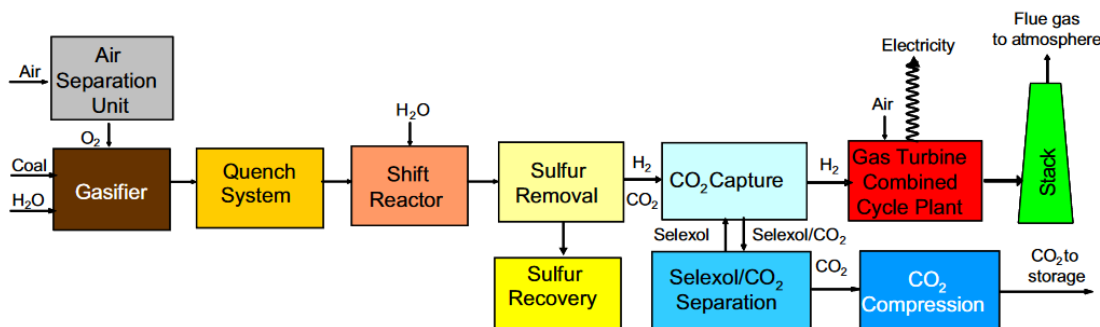 Flue gas
to atmosphere
Electricity
Air
Separation
Unit
Air
O₂
H₂O
Air
Coal
H₂O
Gasifier
Quench
System
Shift
Reactor
Sulfur
Removal
H₂
CO₂
CO₂ Capture
H₂
Gas Turbine
Combined
Cycle Plant
Stack
Selexol
Selexol/CO₂
Sulfur
Recovery
Selexol/CO₂
Separation
CO₂
CO₂
Compression
CO₂ to
storage